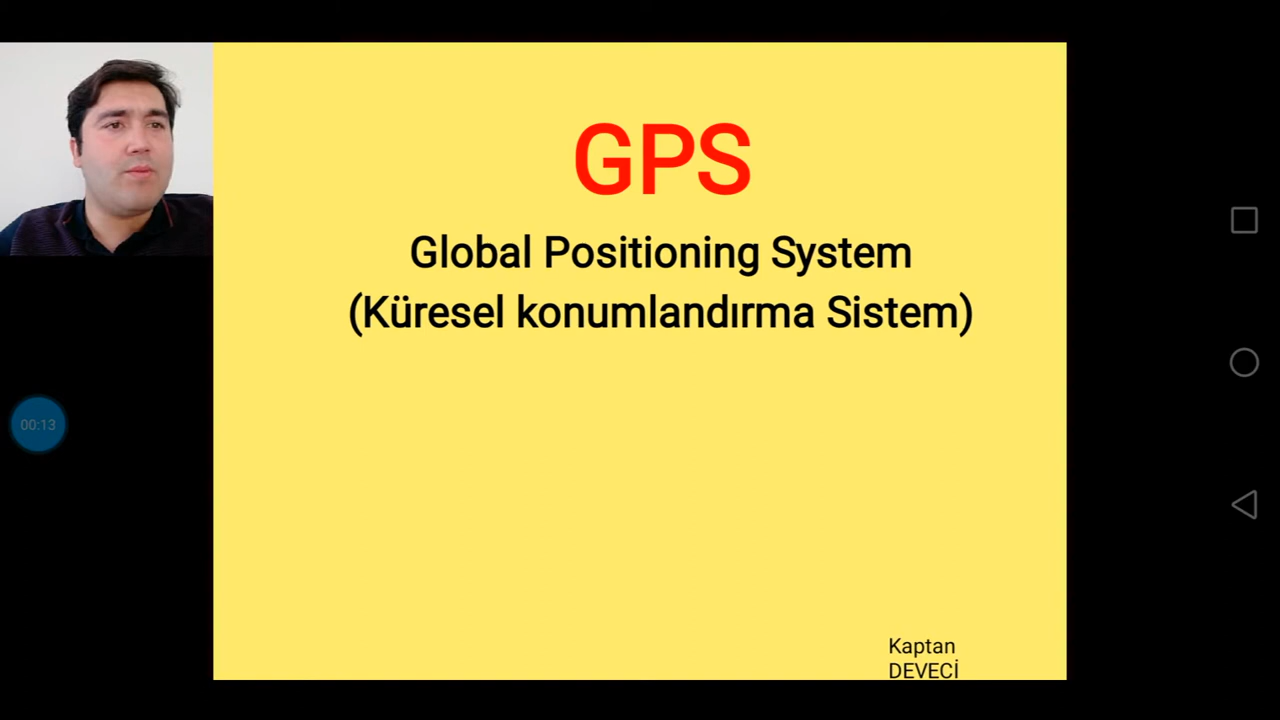 GPS
Global Positioning System
(Küresel konumlandırma Sistem)
00:13
Kaptan
DEVECİ